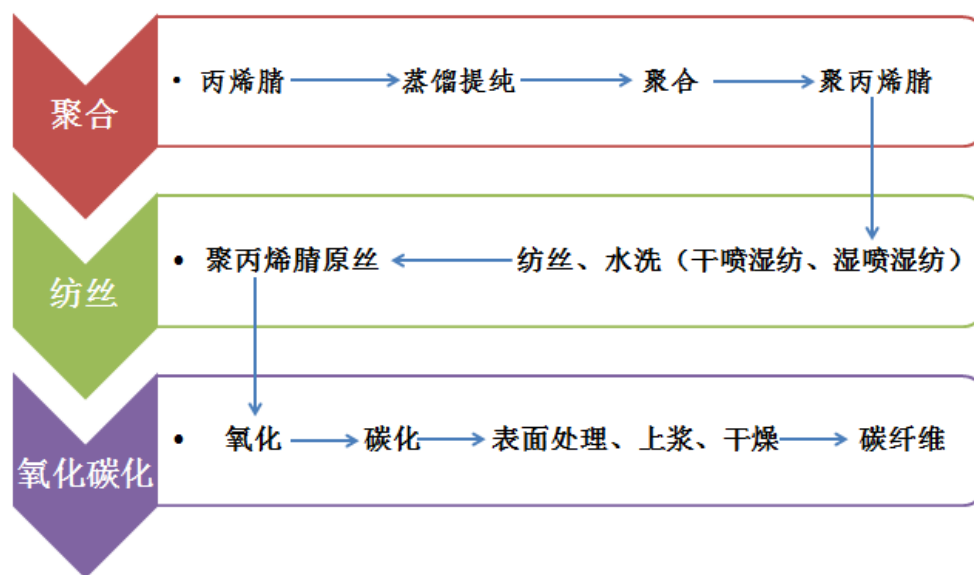 聚合
• 丙烯腈 蒸馏提纯 聚合 聚丙烯腈
纺丝
• 聚丙烯腈原丝 纺丝、水洗（干喷湿纺、湿喷湿纺）
氧化碳化
• 氧化 碳化 表面处理、上浆、干燥 碳纤维